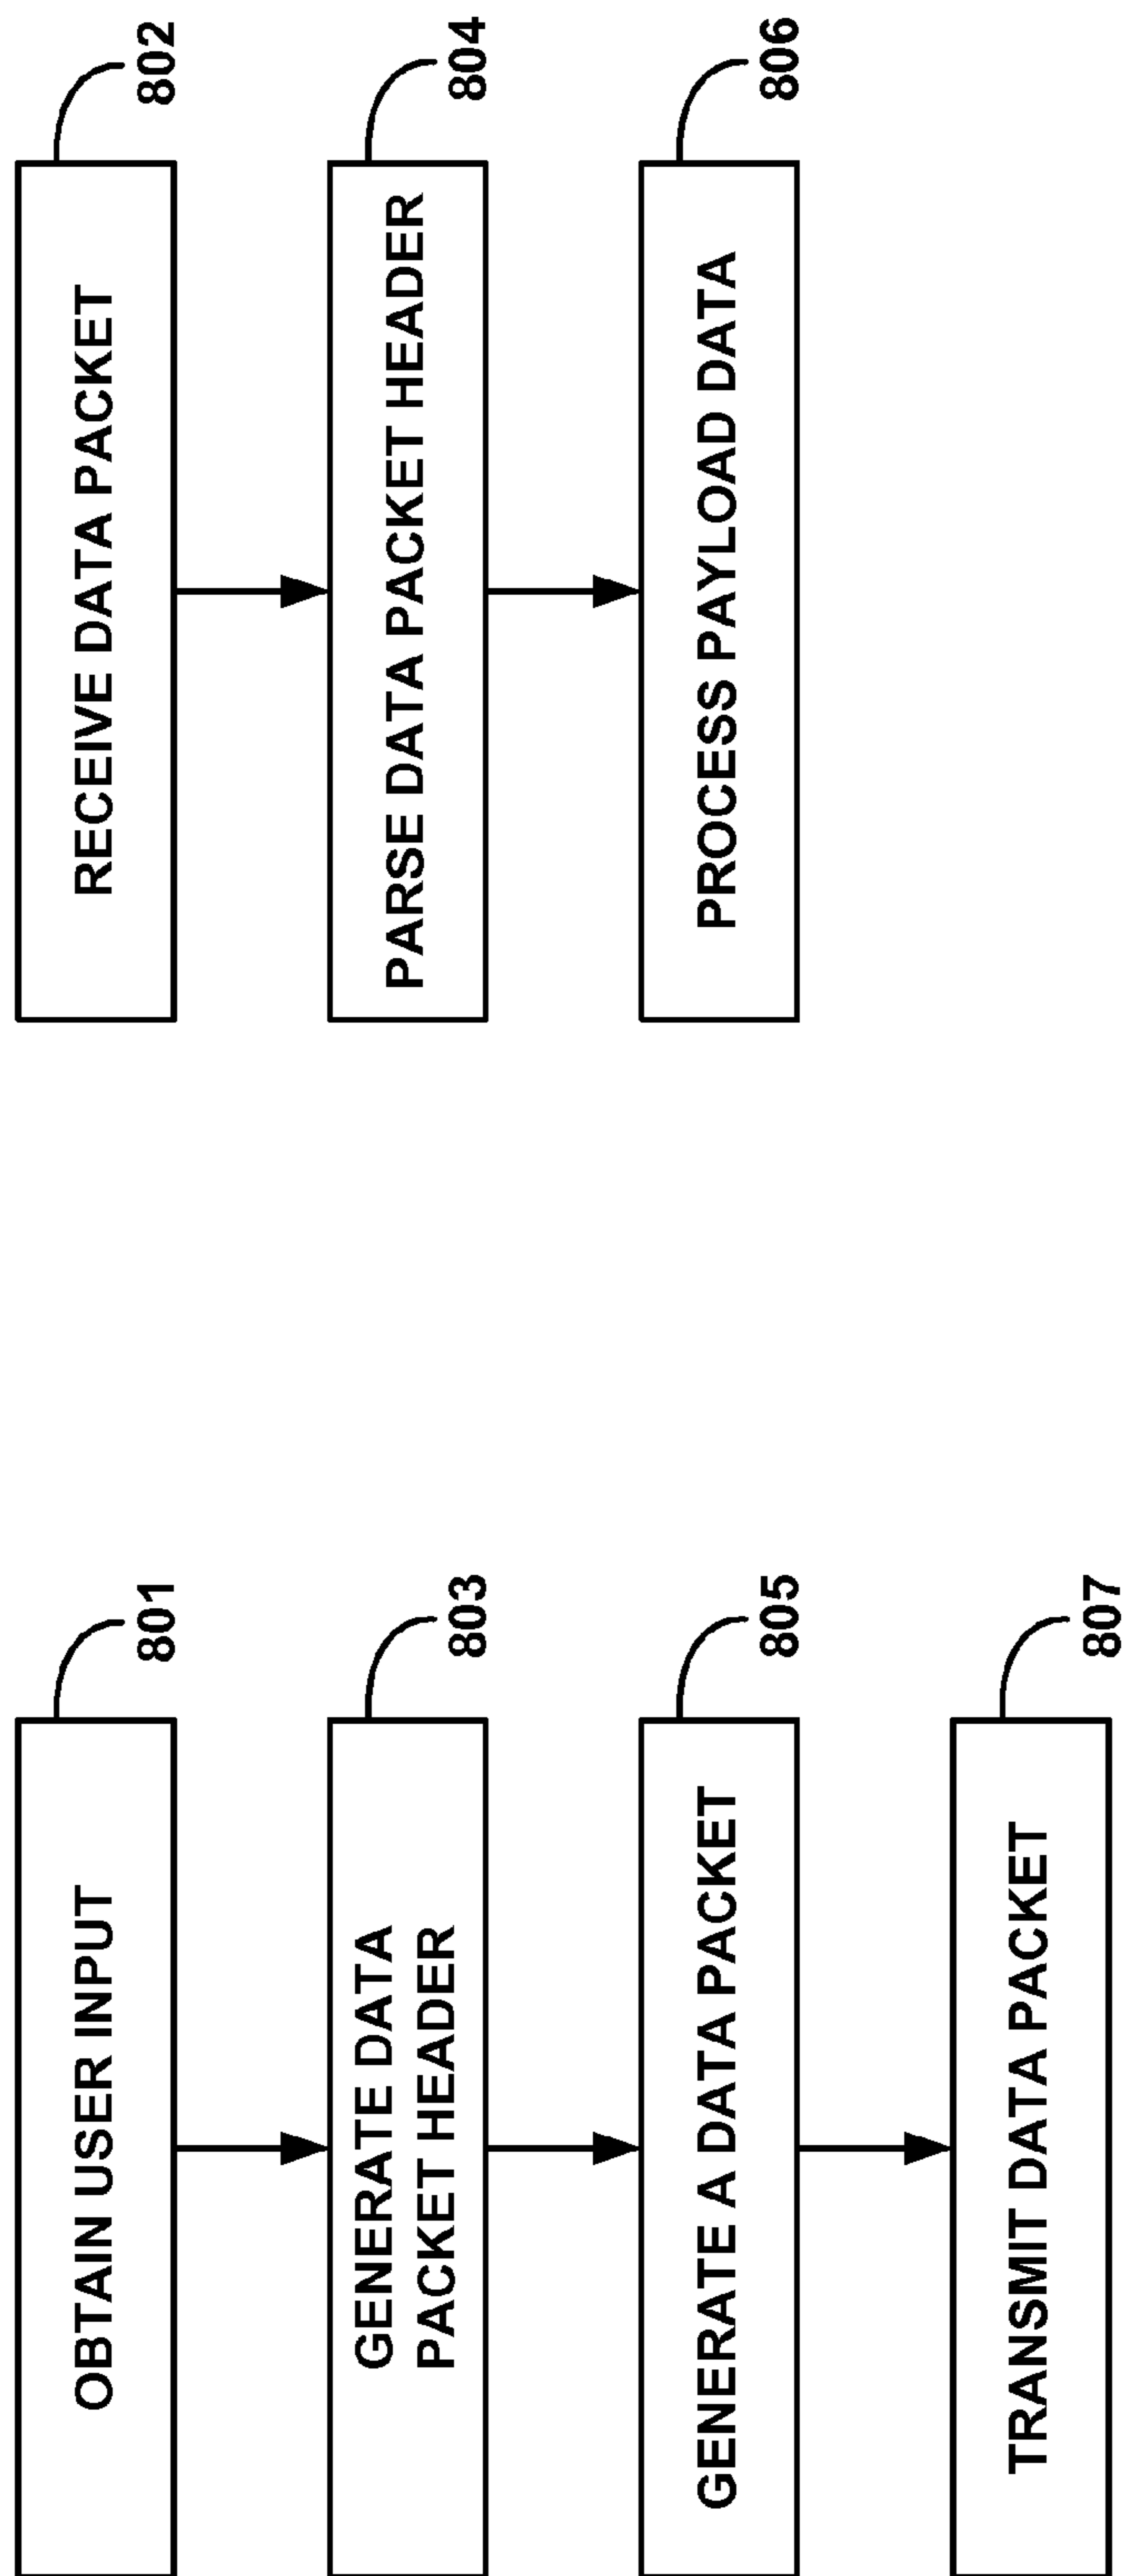 OBTAIN USER INPUT
801
GENERATE DATA
PACKET HEADER
803
GENERATE A DATA PACKET
805
TRANSMIT DATA PACKET
807
RECEIVE DATA PACKET
802
PARSE DATA PACKET HEADER
804
PROCESS PAYLOAD DATA
806